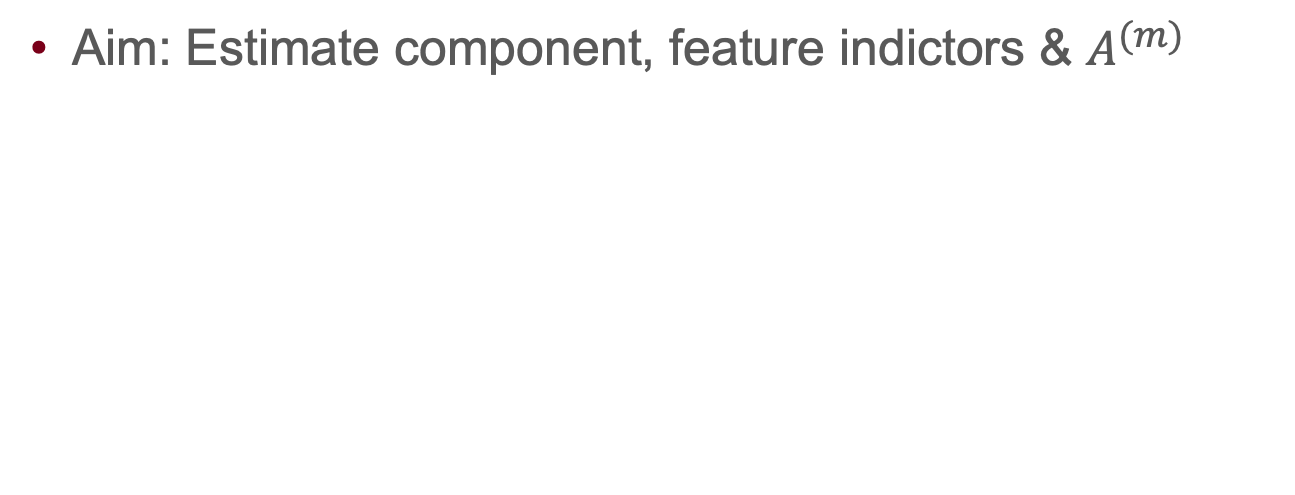 • Aim: Estimate component, feature indictors & A^(m)